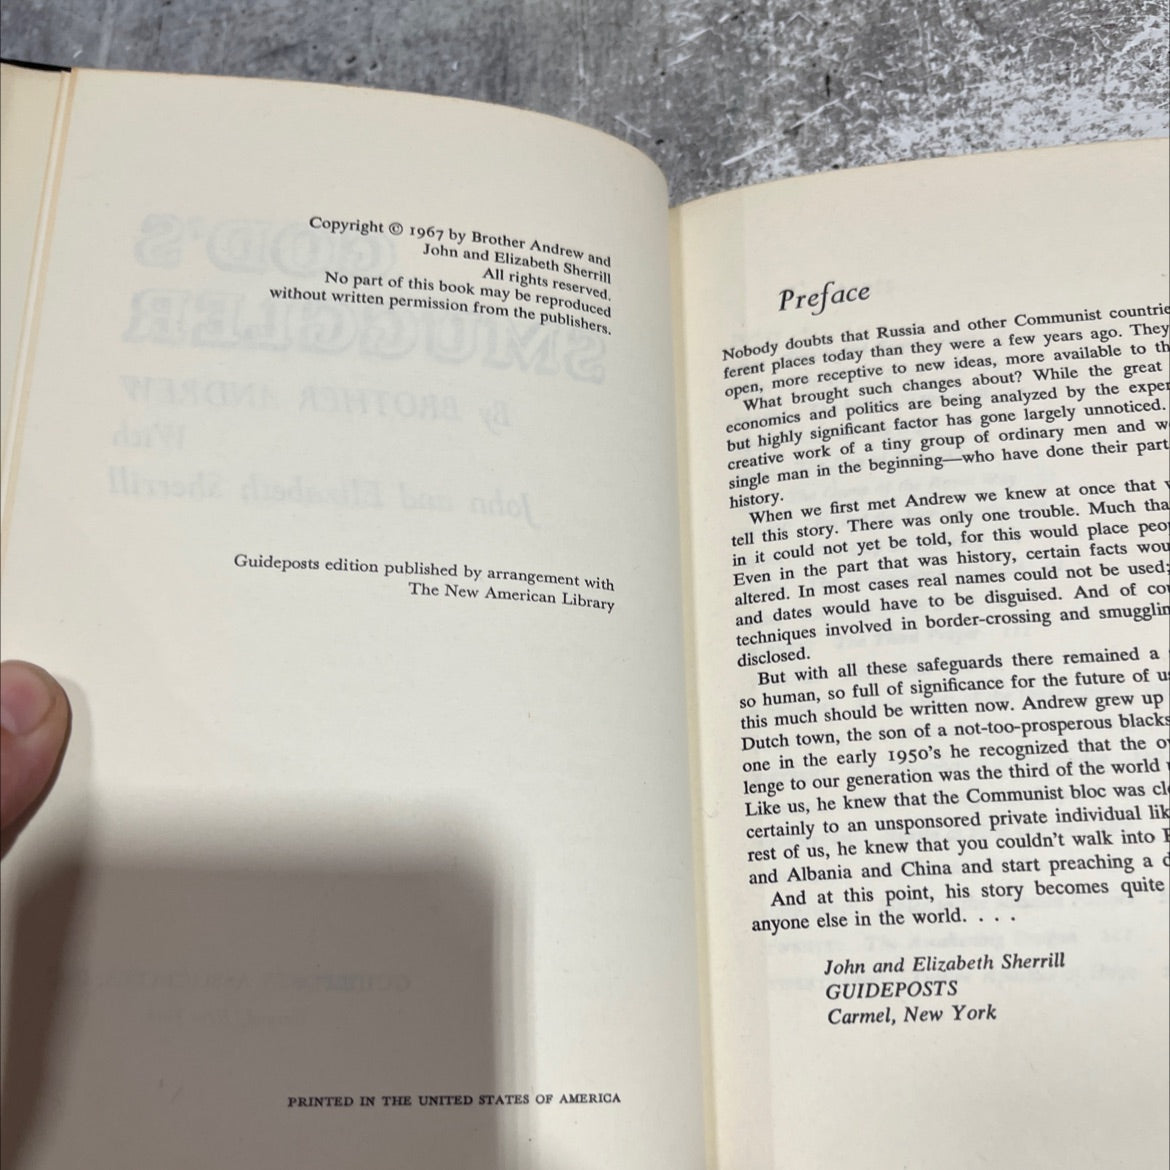 Copyright © 1967 by Brother Andrew and
John and Elizabeth Sherrill
All rights reserved.
No part of this book may be reproduced
without written permission from the publishers.
GOD'S
SMUGGLER
By BROTHER ANDREW
With
John and Elizabeth Sherrill
Guideposts edition published by arrangement with
The New American Library
PRINTED IN THE UNITED STATES OF AMERICA
Preface
Nobody doubts that Russia and other Communist countrie
ferent places today than they were a few years ago. They
open, more receptive to new ideas, more available to th
What brought such changes about? While the great
economics and politics are being analyzed by the exper
but highly significant factor has gone largely unnoticed.
creative work of a tiny group of ordinary men and w
single man in the beginning—who have done their part
history.
When we first met Andrew we knew at once that
tell this story. There was only one trouble. Much tha
in it could not yet be told, for this would place peo
Even in the part that was history, certain facts wou
altered. In most cases real names could not be used;
and dates would have to be disguised. And of cou
techniques involved in border-crossing and smugglin
disclosed.
But with all these safeguards there remained a
so human, so full of significance for the future of us
this much should be written now. Andrew grew up
Dutch town, the son of a not-too-prosperous blacks
one in the early 1950's he recognized that the ov
lenge to our generation was the third of the world
Like us, he knew that the Communist bloc was clo
certainly to an unsponsored private individual lik
rest of us, he knew that you couldn't walk into
and Albania and China and start preaching a d
And at this point, his story becomes quite
anyone else in the world. . . .
John and Elizabeth Sherrill
GUIDEPOSTS
Carmel, New York